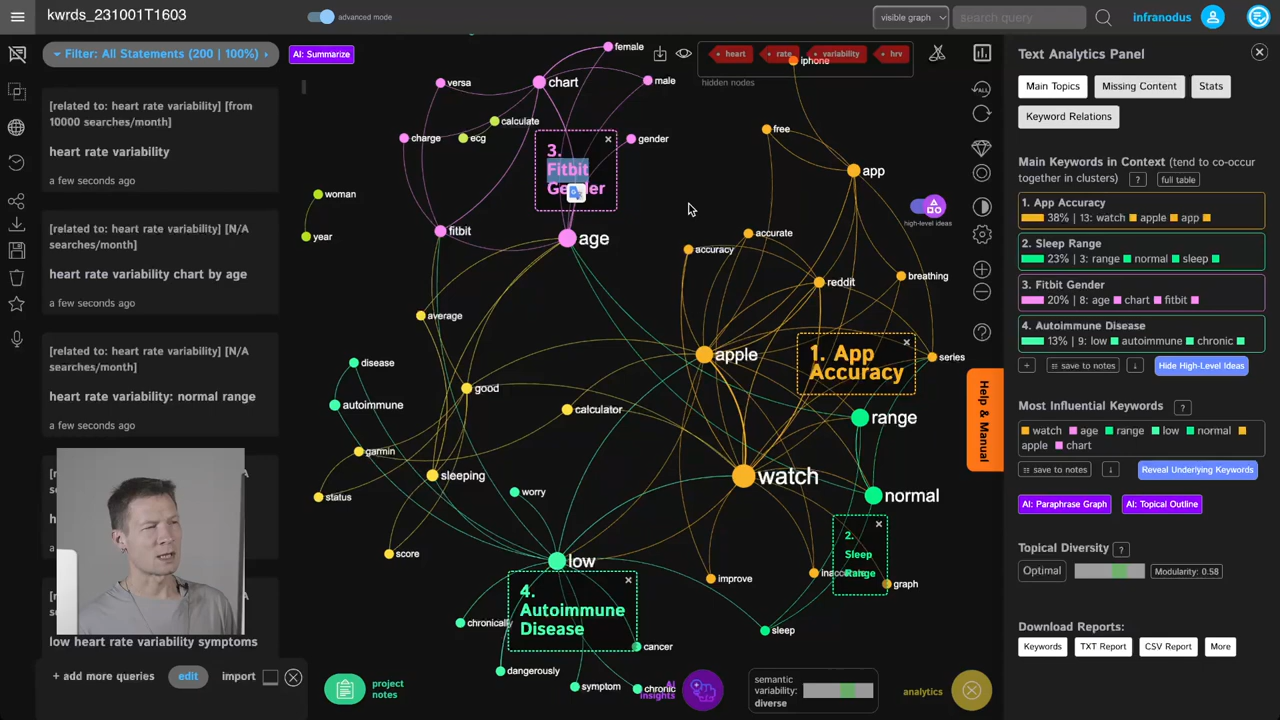 kwrds_231001T1603
advanced mode
visible graph
search query
infranodus
Filter: All Statements (200 | 100%)
AI: Summarize
[related to: heart rate variability] [from
10000 searches/month]
heart rate variability
a few seconds ago
[related to: heart rate variability] [N/A
searches/month]
heart rate variability chart by age
a few seconds ago
[related to: heart rate variability] [N/A
searches/month]
heart rate variability: normal range
a few seconds ago
low heart rate variability symptoms
+ add more queries
edit
import
heart
rate
variability
hrv
hidden nodes
iphone
female
male
versa
chart
calculate
charge
ecg
gender
free
app
3.
Fitbit
Gender
woman
year
fitbit
age
high-level ideas
accurate
accuracy
reddit
breathing
average
disease
good
apple
1. App
Accuracy
series
autoimmune
calculator
range
garmin
sleeping
watch
normal
status
worry
score
low
2.
Sleep
Range
improve
graph
4.
Autoimmune
Disease
chronically
sleep
cancer
dangerously
symptom
chronic
project
notes
AI
insights
semantic
variability:
diverse
analytics
ALL
Help & Manual
Text Analytics Panel
Main Topics
Missing Content
Stats
Keyword Relations
Main Keywords in Context (tend to co-occur
together in clusters) ? full table
1. App Accuracy
38% | 13: watch apple app
2. Sleep Range
23% | 3: range normal sleep
3. Fitbit Gender
20% | 8: age chart fitbit
4. Autoimmune Disease
13% | 9: low autoimmune chronic
+ save to notes ↓ Hide High-Level Ideas
Most Influential Keywords ?
watch age range low normal
apple chart
save to notes ↓ Reveal Underlying Keywords
AI: Paraphrase Graph
AI: Topical Outline
Topical Diversity ?
Optimal
Modularity: 0.58
Download Reports:
Keywords
TXT Report
CSV Report
More